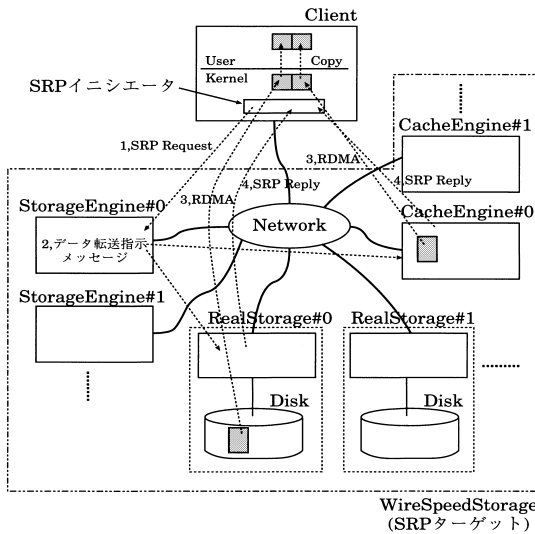 Client
User
Copy
Kernel
SRPイニシエータ
1,SRP Request
3,RDMA
CacheEngine#1
3,RDMA
4,SRP Reply
4,SRP Reply
StorageEngine#0
Network
CacheEngine#0
2,データ転送指示
メッセージ
StorageEngine#1
RealStorage#0
RealStorage#1
Disk
Disk
WireSpeedStorage
(SRPターゲット)